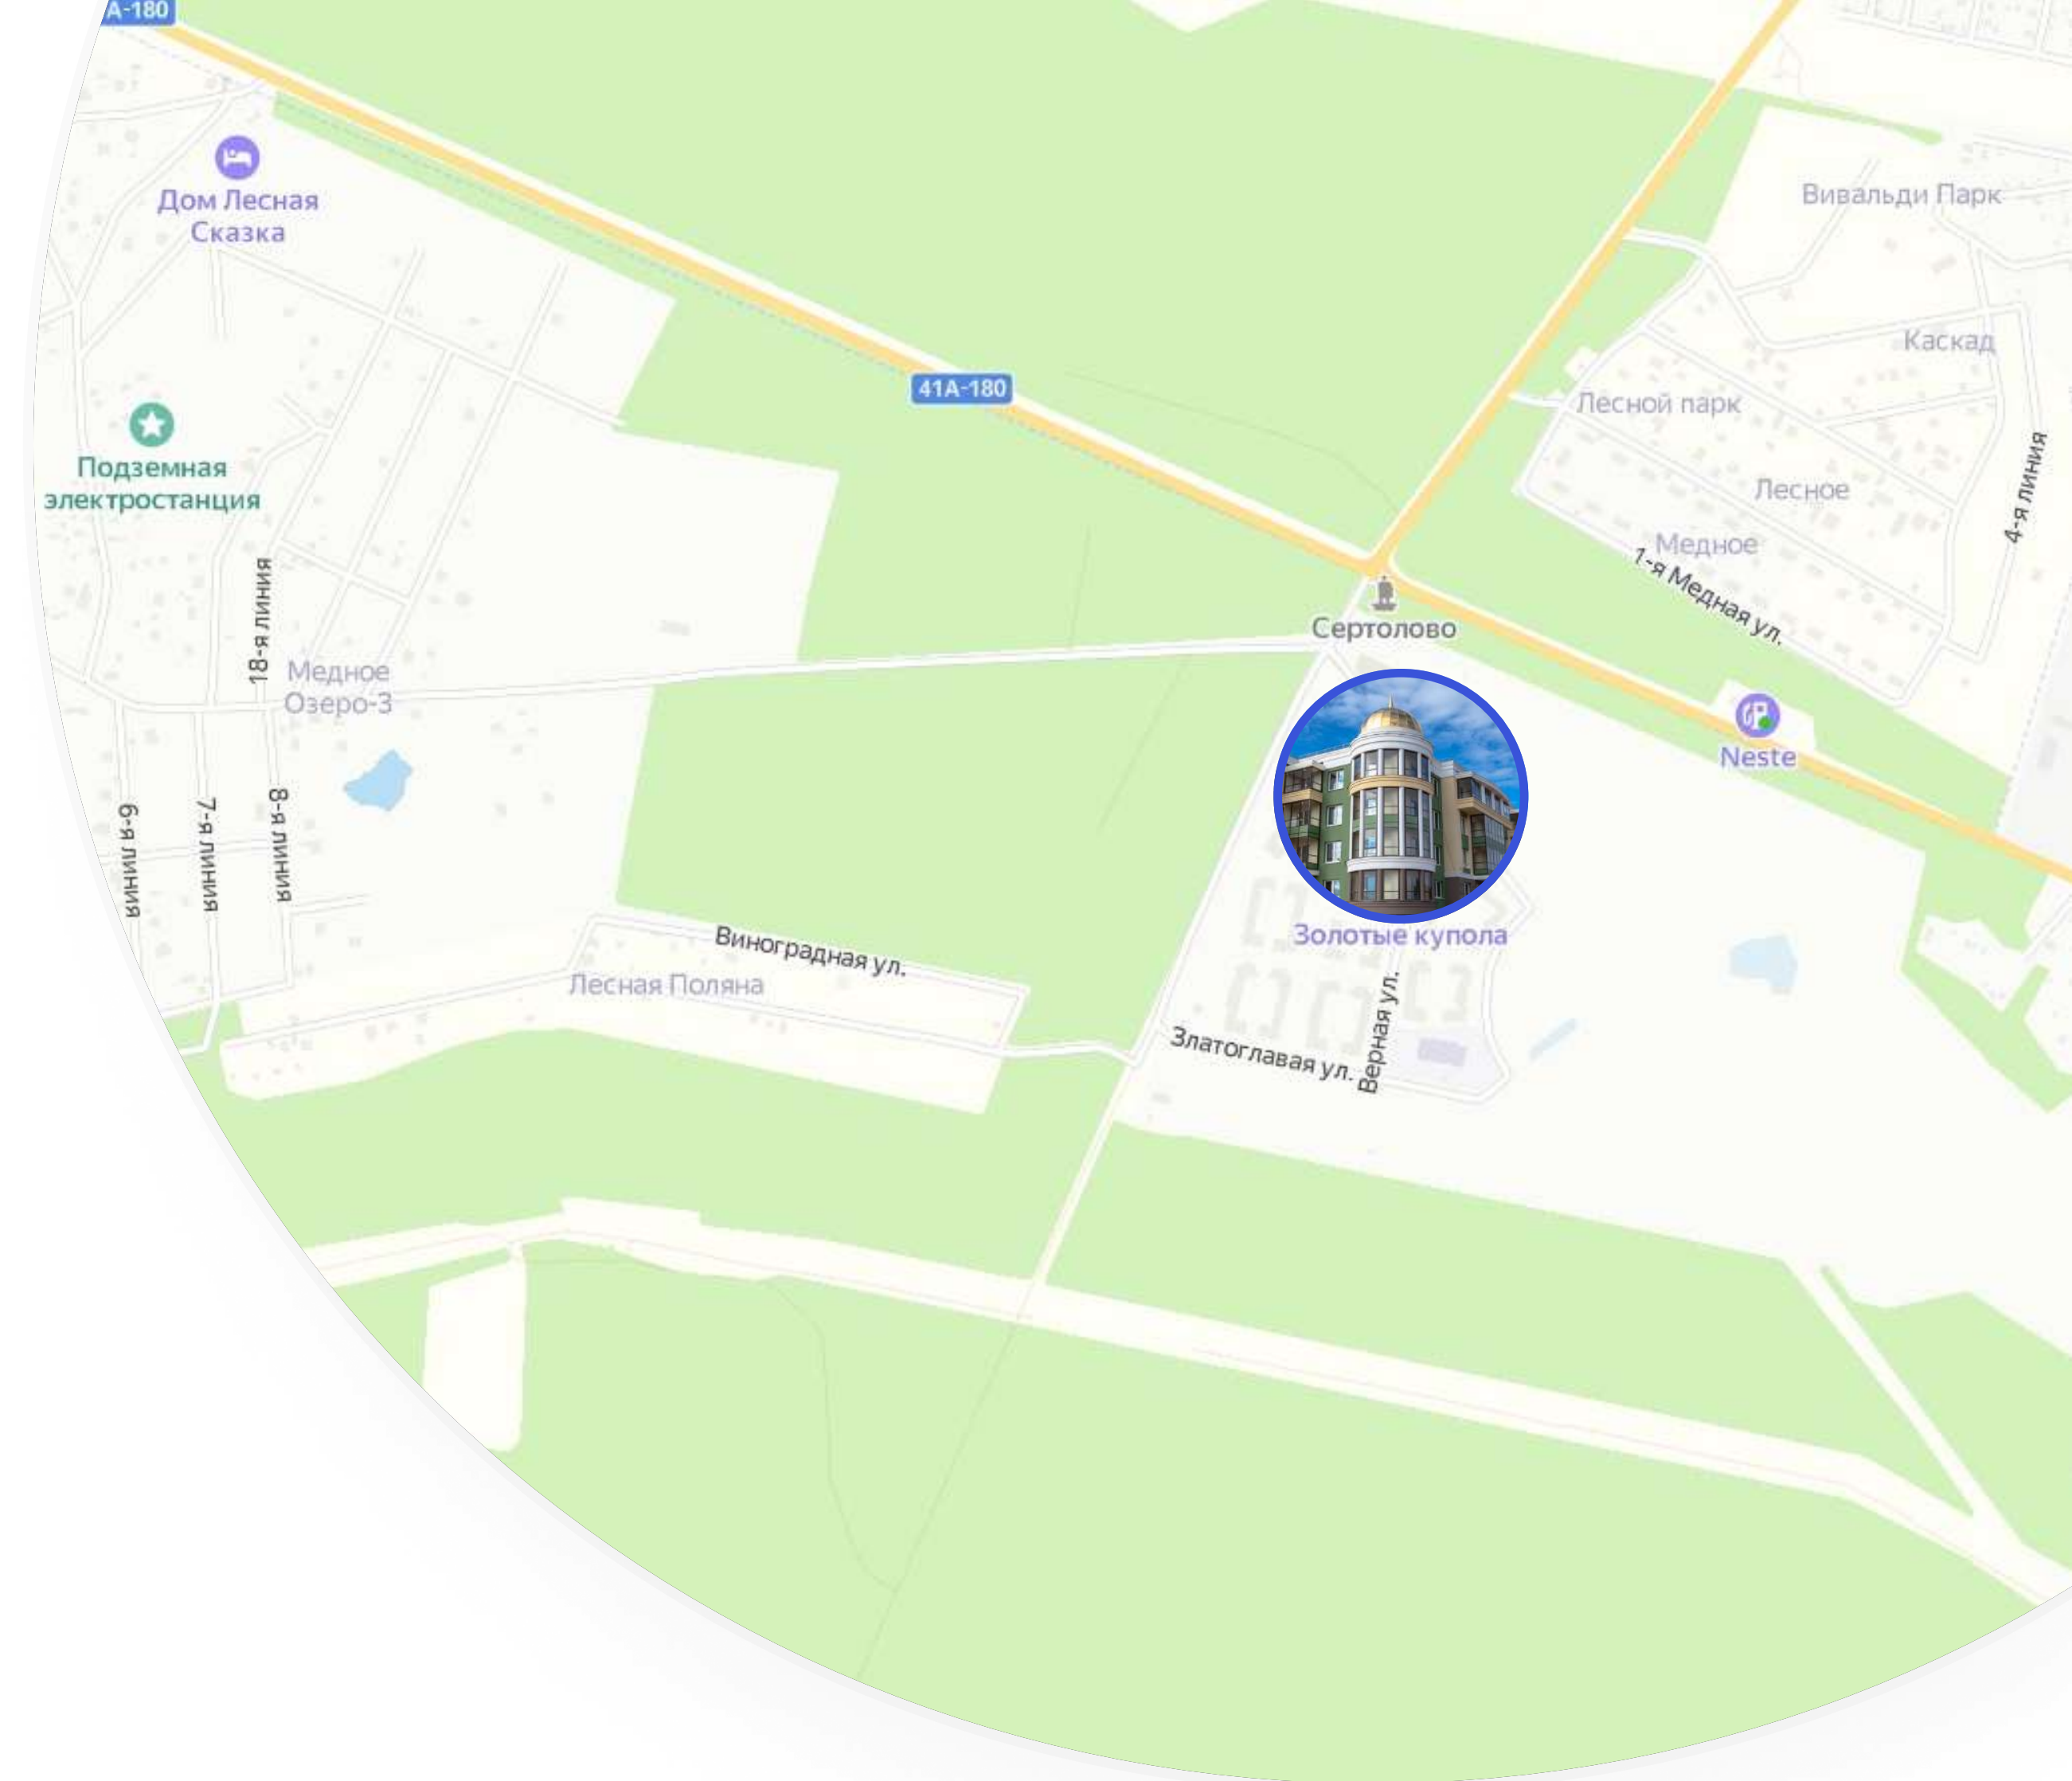 A-180
Дом Лесная
Сказка
Вивальди Парк
Каскад
41А-180
Лесной парк
Подземная
электростанция
Лесное
4-я линия
Медное
1-я Медная ул.
18-я линия
Сертолово
Медное
Озеро-3
Neste
6-я линия
7-я линия
8-я линия
Золотые купола
Виноградная ул.
Лесная Поляна
Златоглавая ул.
Верная ул.